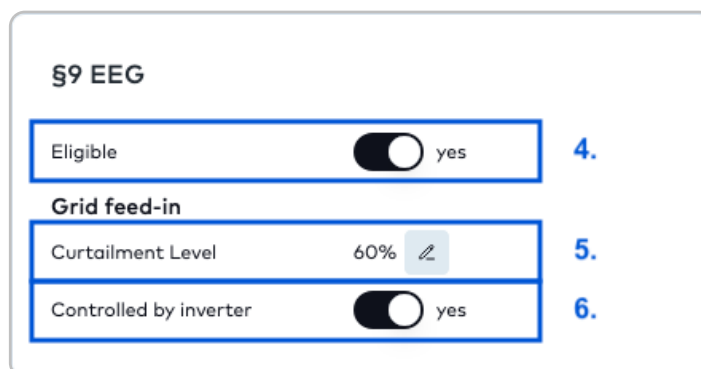 §9 EEG
Eligible yes 4.
Grid feed-in
Curtailment Level 60% 5.
Controlled by inverter yes 6.